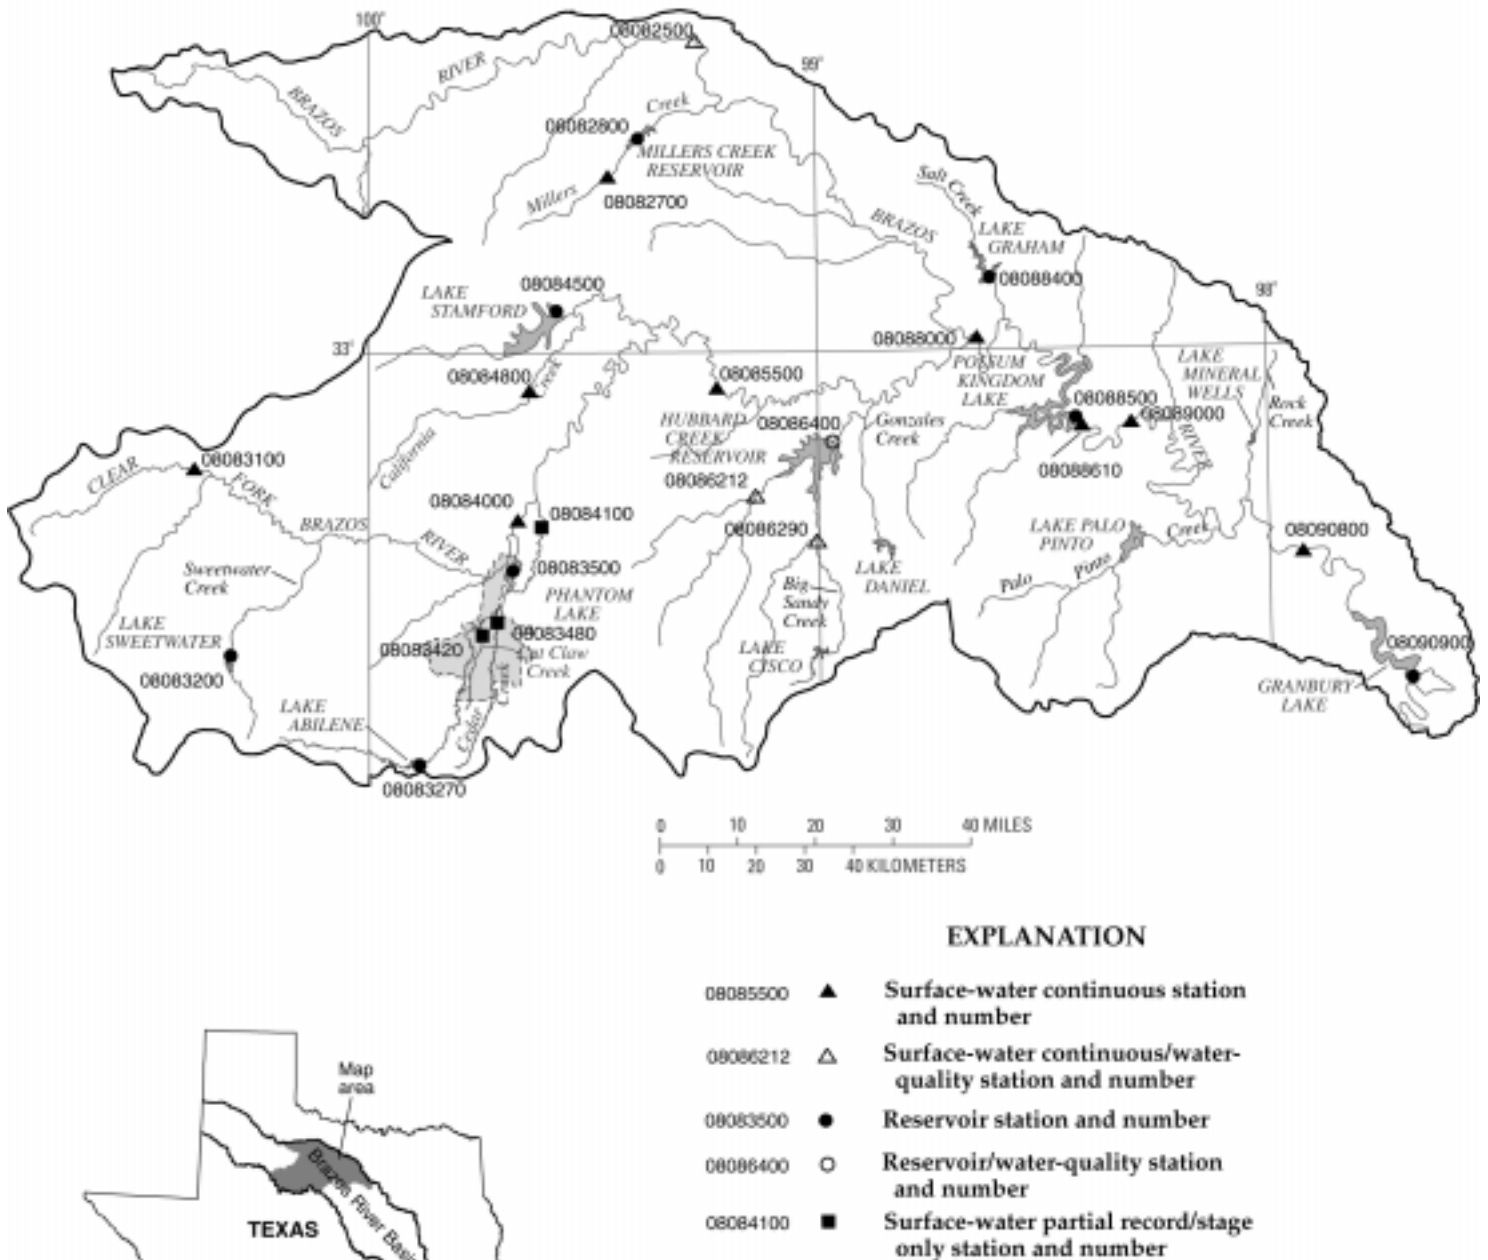 100°
08082500
99°
RIVER
BRAZOS
Creek
08082800
MILLERS CREEK
RESERVOIR
Millers
08082700
Salt Creek
BRAZOS
LAKE
GRAHAM
08088400
98°
LAKE
STAMFORD
08084500
08088000
33°
08084800
Creek
08085500
POSSUM
KINGDOM
LAKE
LAKE
MINERAL
WELLS
08088500
08089000
Rock
Creek
HUBBARD
CREEK
RESERVOIR
08086400
Gonzales
Creek
RIVER
California
CLEAR
08083100
FORK
08086212
08088610
08084000
08084100
BRAZOS
RIVER
08086290
LAKE PALO
PINTO
Creek
08090800
Sweetwater
Creek
08083500
LAKE
DANIEL
Palo
Pinto
PHANTOM
LAKE
Big
Sandy
Creek
LAKE
SWEETWATER
08083480
08083420
Creek
LAKE
CISCO
08090900
08083200
Creek
GRANBURY
LAKE
LAKE
ABILENE
Cedar
08083270
0 10 20 30 40 MILES
0 10 20 30 40 KILOMETERS
EXPLANATION
08085500 Surface-water continuous station
and number
08086212 Surface-water continuous/water-
quality station and number
08083500 Reservoir station and number
08086400 Reservoir/water-quality station
and number
08084100 Surface-water partial record/stage
only station and number
Map
area
Brazos River Basin
TEXAS